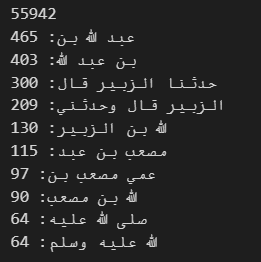 55942
عبد الله بن: 465
بن عبد الله: 403
حدثنا الزبير قال: 300
الزبير قال وحدثني: 209
الله بن الزبير: 130
مصعب بن عبد: 115
عمي مصعب بن: 97
الله بن مصعب: 90
صلى الله عليه: 64
الله عليه وسلم: 64